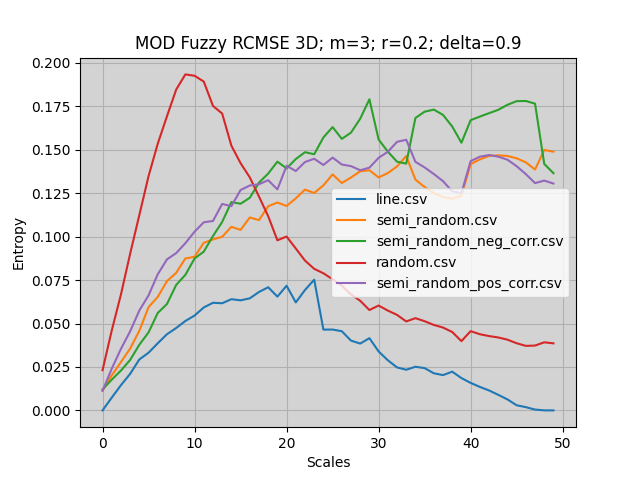 MOD Fuzzy RCMSE 3D; m=3; r=0.2; delta=0.9
0.200
0.175
0.150
0.125
0.100
0.075
0.050
0.025
0.000
Entropy
line.csv
semi_random.csv
semi_random_neg_corr.csv
random.csv
semi_random_pos_corr.csv
0 10 20 30 40 50
Scales